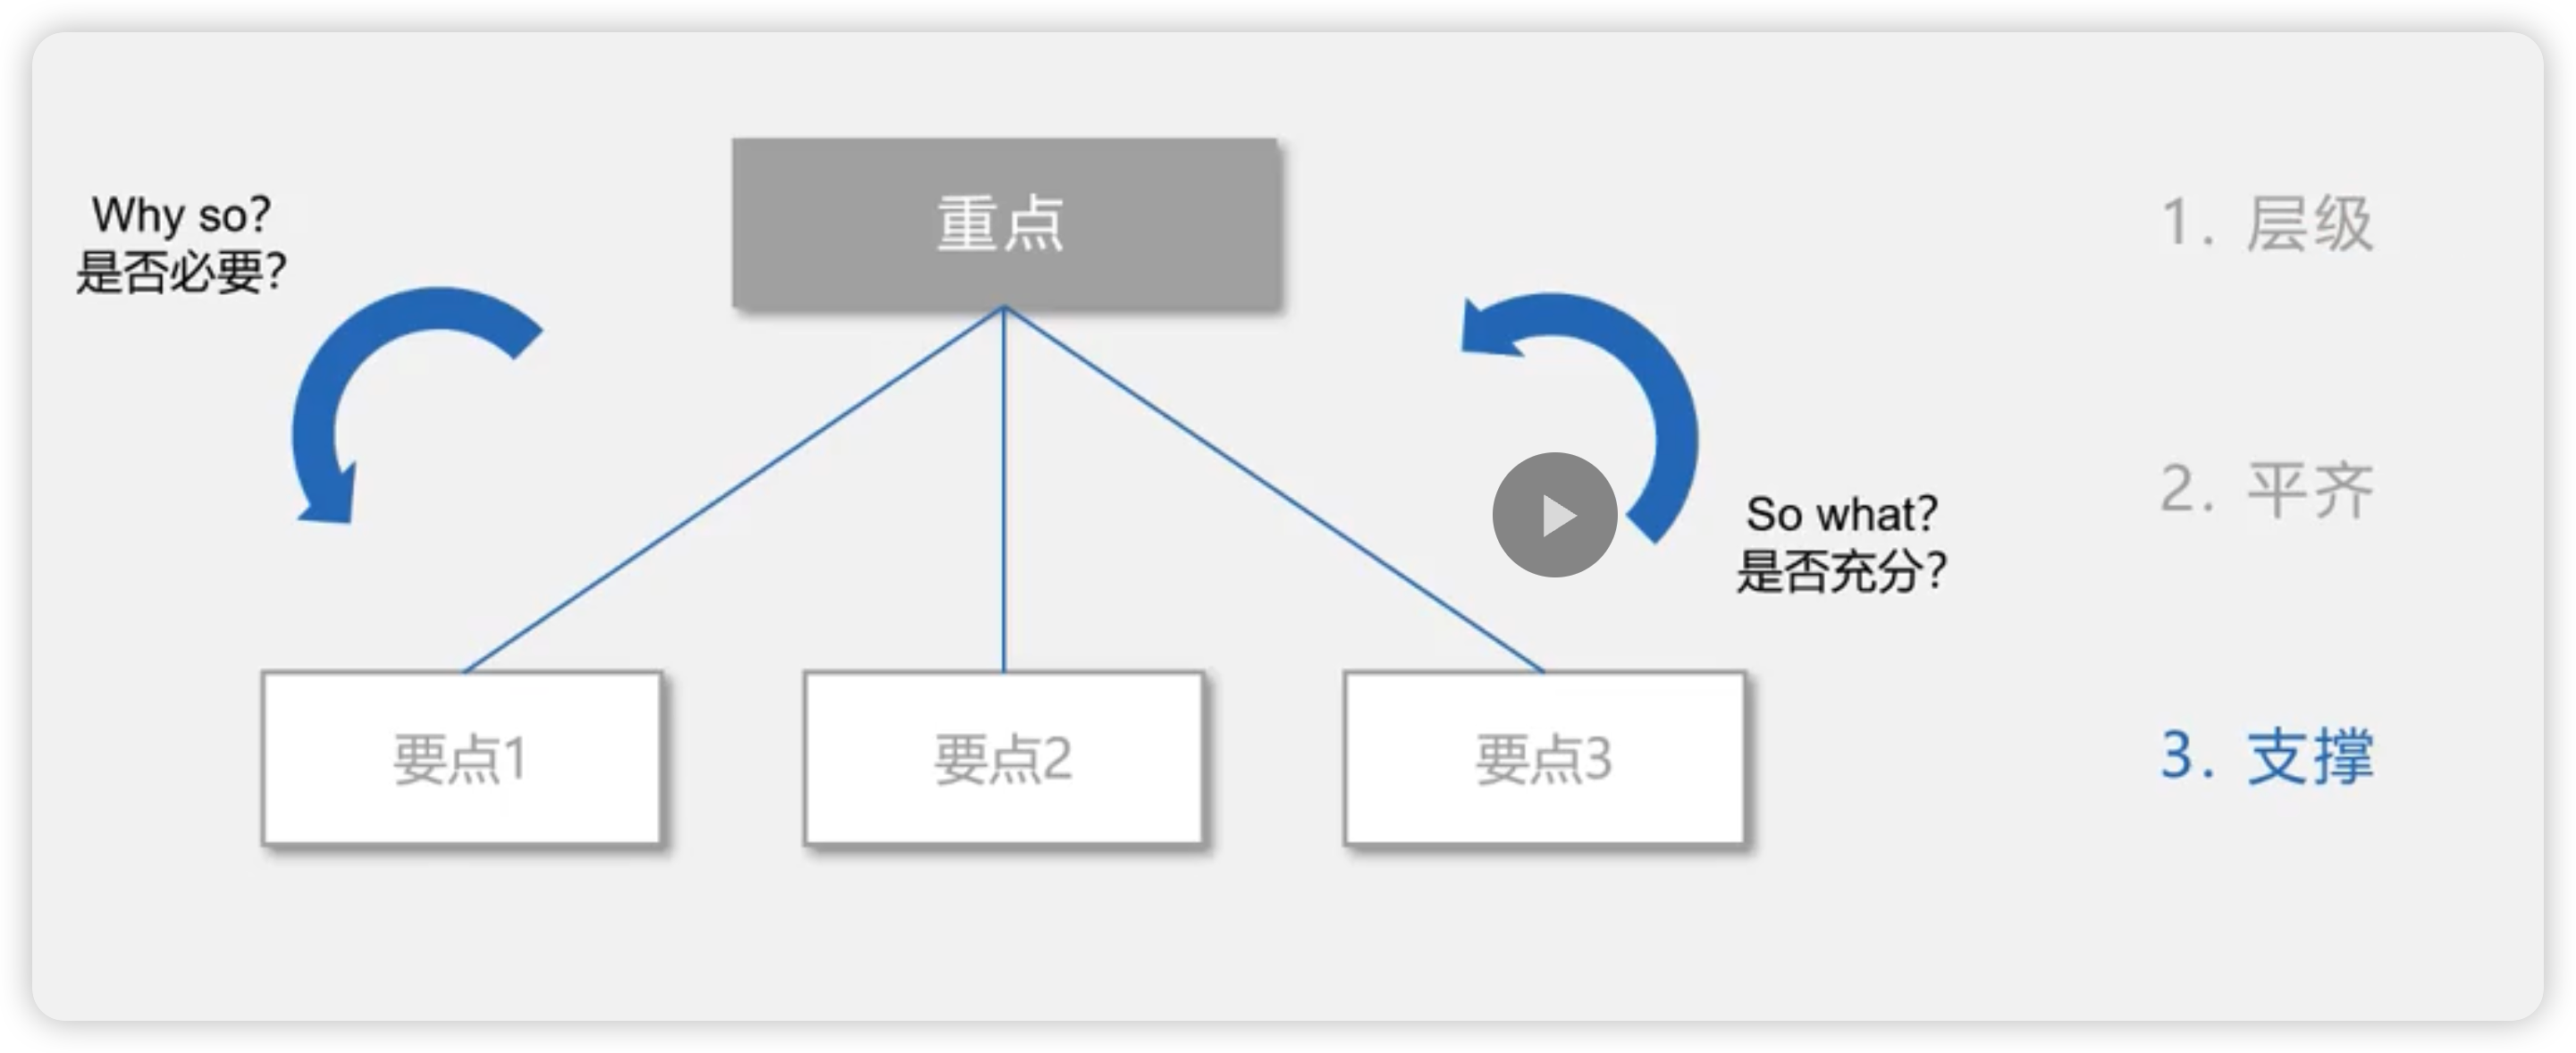 重点
Why so?
是否必要?
So what?
是否充分?
要点1
要点2
要点3
1. 层级
2. 平齐
3. 支撑